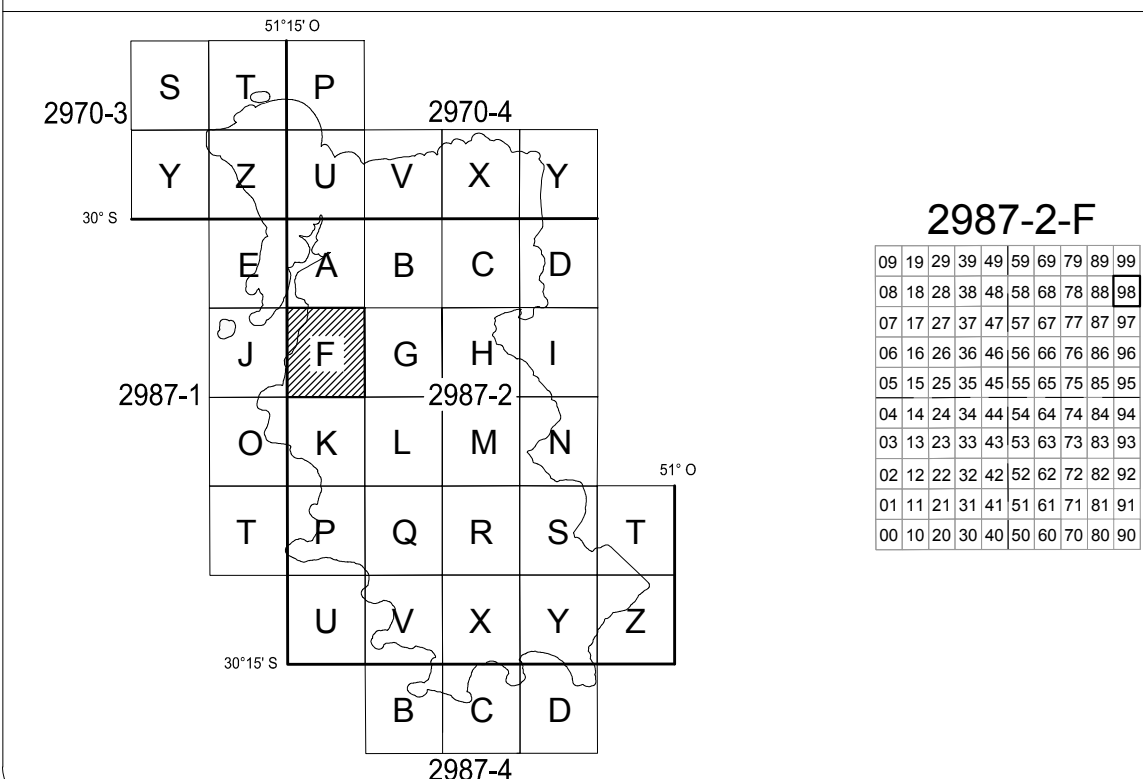 51°15' O
S T P
2970-3 2970-4
Y Z U V X Y
30° S
E A B C D
J F G H I
2987-1 2987-2
O K L M N
51° O
T P Q R S T
U V X Y Z
30°15' S
B C D
2987-4
2987-2-F
09 19 29 39 49 59 69 79 89 99
08 18 28 38 48 58 68 78 88 98
07 17 27 37 47 57 67 77 87 97
06 16 26 36 46 56 66 76 86 96
05 15 25 35 45 55 65 75 85 95
04 14 24 34 44 54 64 74 84 94
03 13 23 33 43 53 63 73 83 93
02 12 22 32 42 52 62 72 82 92
01 11 21 31 41 51 61 71 81 91
00 10 20 30 40 50 60 70 80 90